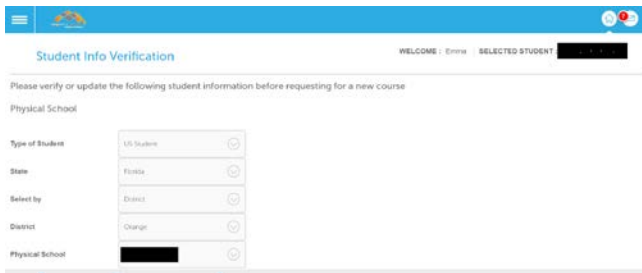 Student Info Verification
WELCOME : Emma SELECTED STUDENT :
Please verify or update the following student information before requesting for a new course
Physical School
Type of Student US Student
State Florida
Select by District
District Orange
Physical School